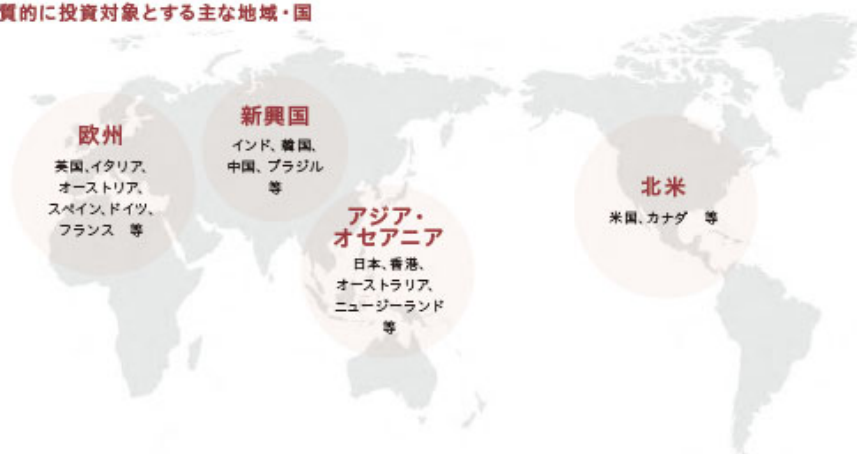 質的に投資対象とする主な地域・国
欧州
英国、イタリア、
オーストリア、
スペイン、ドイツ、
フランス 等
新興国
インド、韓国、
中国、ブラジル
等
アジア・
オセアニア
日本、香港、
オーストラリア、
ニュージーランド
等
北米
米国、カナダ 等